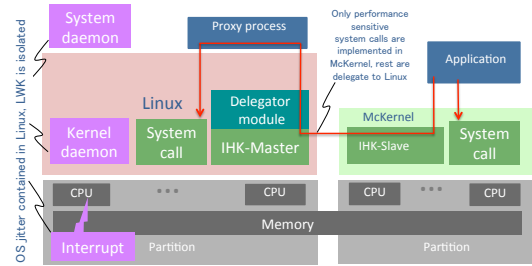 OS jitter contained in Linux, LWK is isolated
System
daemon
Proxy process
Only performance
sensitive
system calls are
implemented in
McKernel, rest are
delegate to Linux
Application
Linux
Delegator
module
Kernel
daemon
System
call
IHK-Master
McKernel
IHK-Slave
System
call
CPU
CPU
CPU
CPU
Memory
Interrupt
Partition
Partition